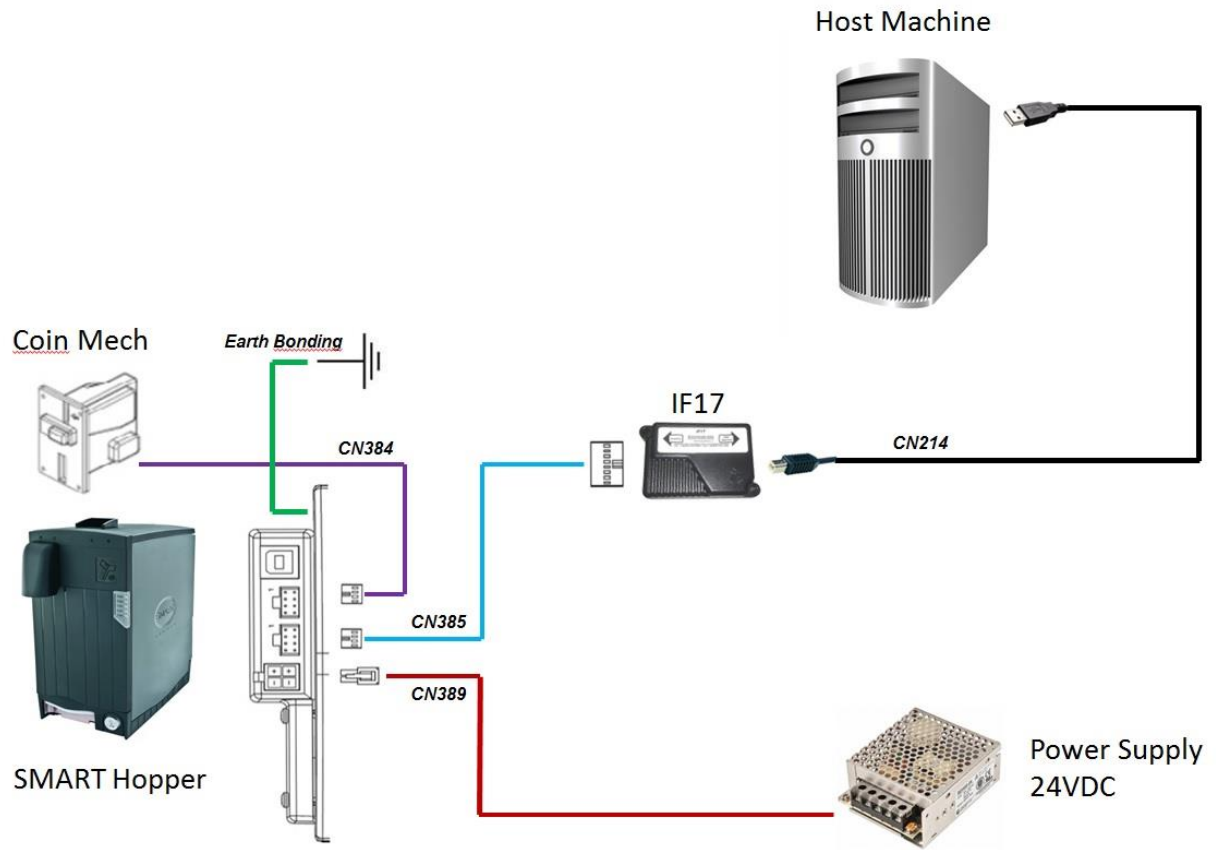 Host Machine
Coin Mech
Earth Bonding
IF17
CN384
CN214
CN385
CN389
SMART Hopper
Power Supply
24VDC